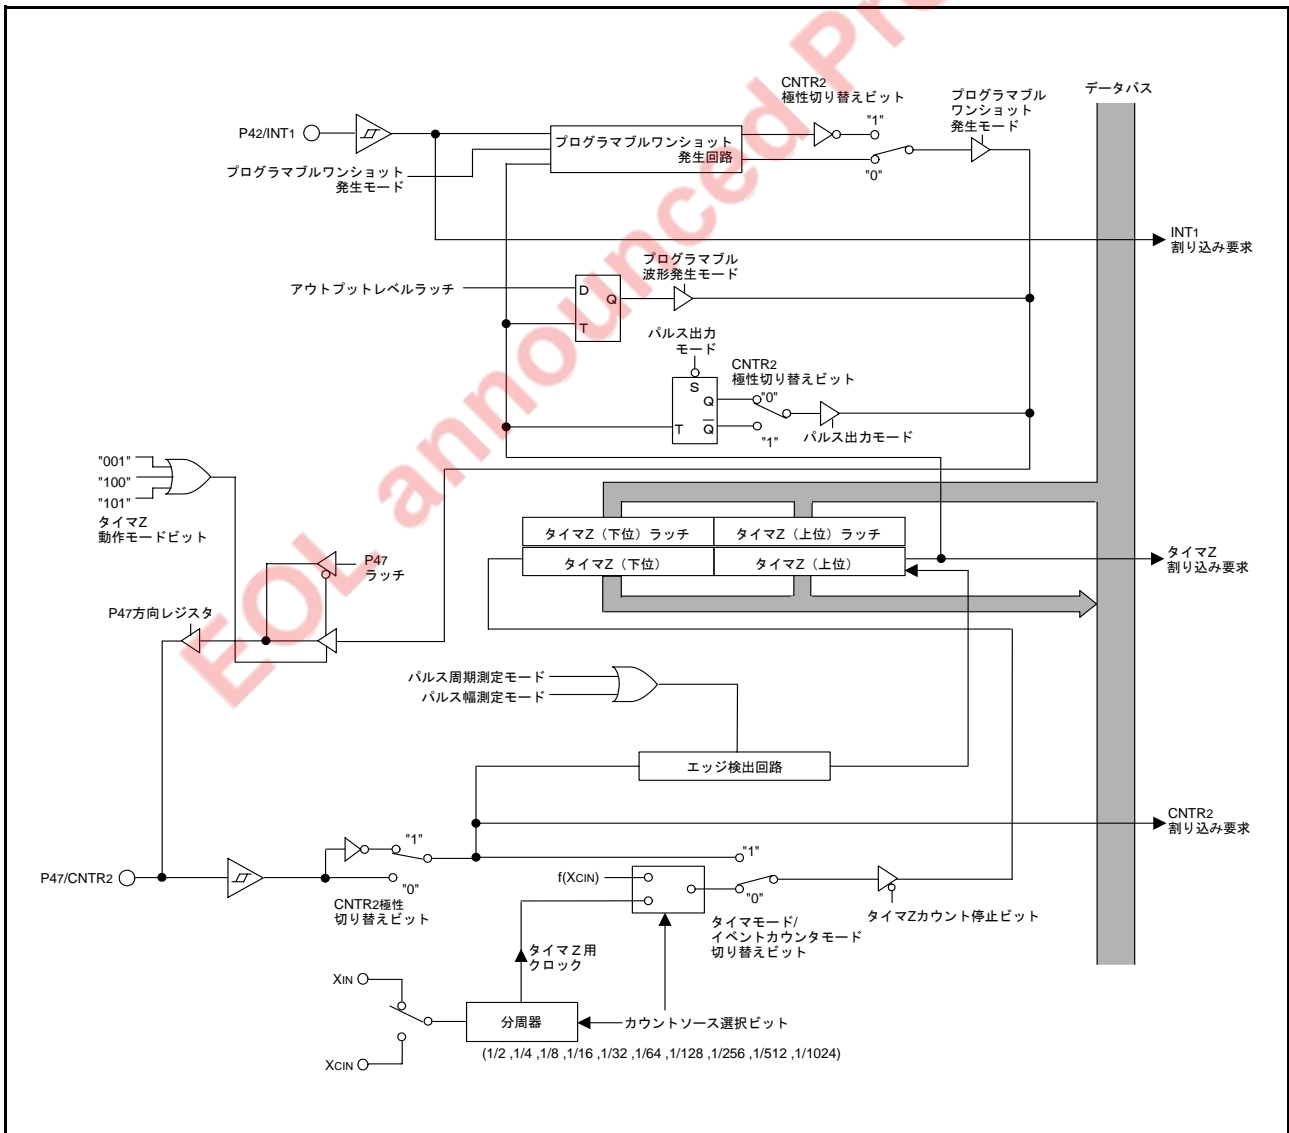 CNTR2
極性切り替えビット
プログラマブル
ワンショット
発生モード
データバス
P42/INT1
"1"
プログラマブルワンショット
発生回路
"0"
プログラマブルワンショット
発生モード
INT1
割り込み要求
プログラマブル
波形発生モード
アウトプットレベルラッチ
D
Q
T
パルス出力
モード
CNTR2
極性切り替えビット
S
Q
"0"
T
Q
"1"
パルス出力モード
"001"
"100"
"101"
タイマZ
動作モードビット
タイマZ（下位）ラッチ
タイマZ（上位）ラッチ
タイマZ（下位）
タイマZ（上位）
タイマZ
割り込み要求
P47
ラッチ
P47方向レジスタ
パルス周期測定モード
パルス幅測定モード
エッジ検出回路
CNTR2
割り込み要求
P47/CNTR2
"1"
"0"
CNTR2極性
切り替えビット
"1"
f(XCIN)
"0"
タイマZカウント停止ビット
タイマモード/
イベントカウンタモード
切り替えビット
タイマＺ用
クロック
XIN
分周器
カウントソース選択ビット
(1/2 ,1/4 ,1/8 ,1/16 ,1/32 ,1/64 ,1/128 ,1/256 ,1/512 ,1/1024)
XCIN
EOL announced